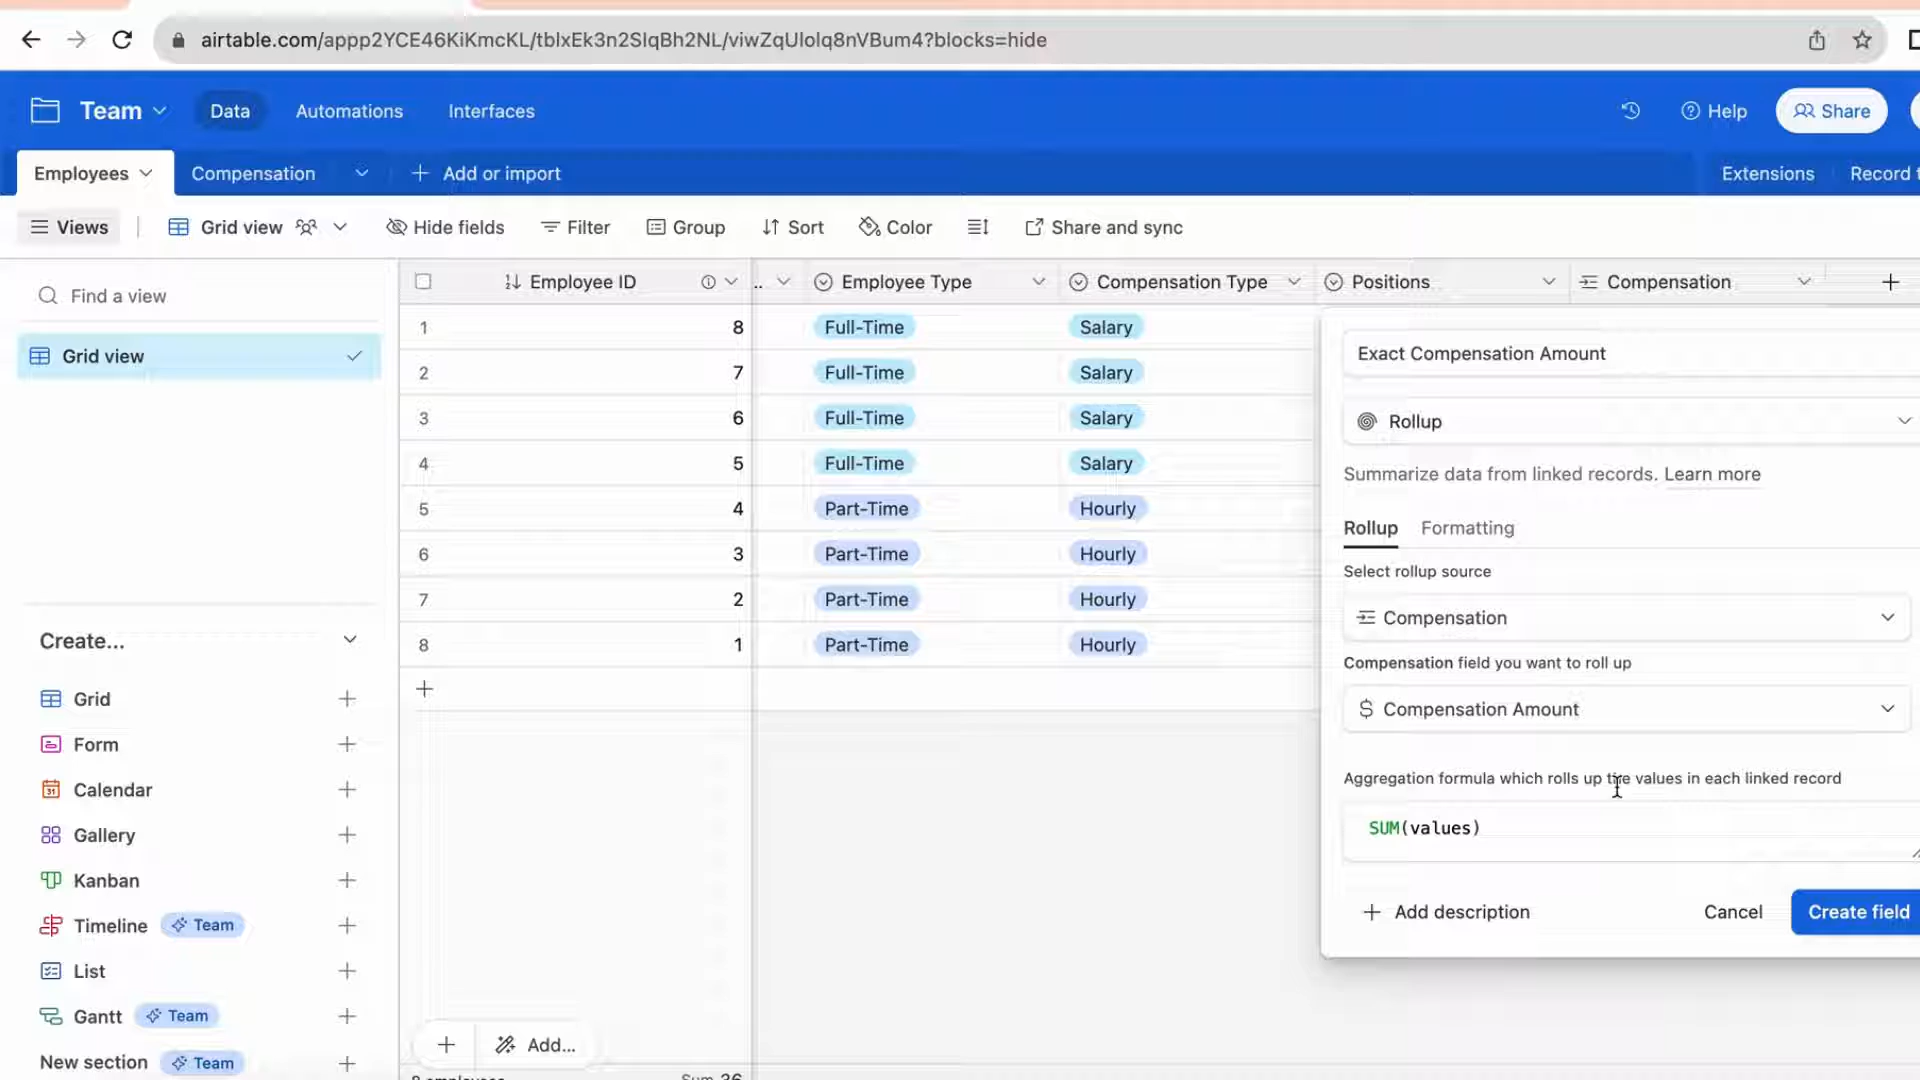 airtable.com/appp2YCE46KiKmcKL/tblxEk3n2SlqBh2NL/viwZqUlolq8nVBum4?blocks=hide
Team Data Automations Interfaces Help Share
Employees Compensation Add or import Extensions Record
Views Grid view Hide fields Filter Group Sort Color Share and sync
Find a view
Grid view
Employee ID .. Employee Type Compensation Type Positions Compensation
1 8 Full-Time Salary
2 7 Full-Time Salary
3 6 Full-Time Salary
4 5 Full-Time Salary
5 4 Part-Time Hourly
6 3 Part-Time Hourly
7 2 Part-Time Hourly
8 1 Part-Time Hourly
Exact Compensation Amount
Rollup
Summarize data from linked records. Learn more
Rollup Formatting
Select rollup source
Compensation
Compensation field you want to roll up
Compensation Amount
Aggregation formula which rolls up the values in each linked record
SUM(values)
Add description Cancel Create field
Create...
Grid
Form
31 Calendar
Gallery
Kanban
Timeline Team
List
Gantt Team
New section Team
Add...
8 employees Sum 36